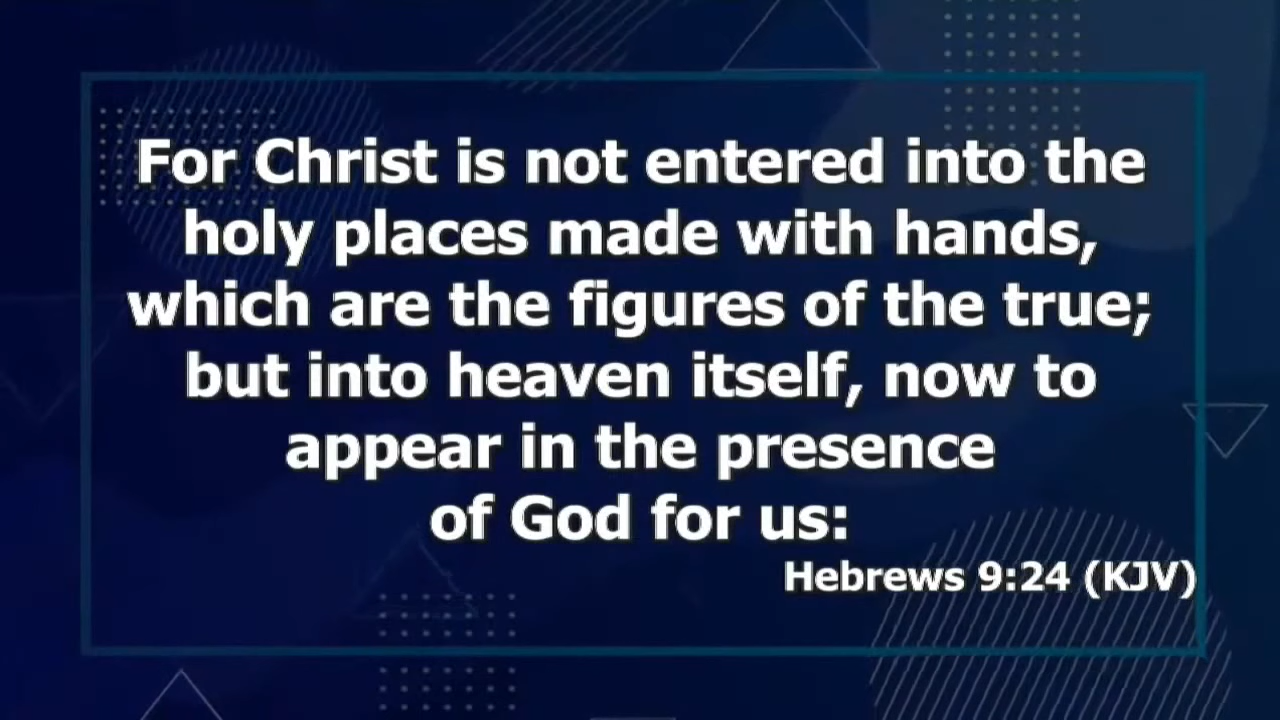 For Christ is not entered into the
holy places made with hands,
which are the figures of the true;
but into heaven itself, now to
appear in the presence
of God for us:
Hebrews 9:24 (KJV)